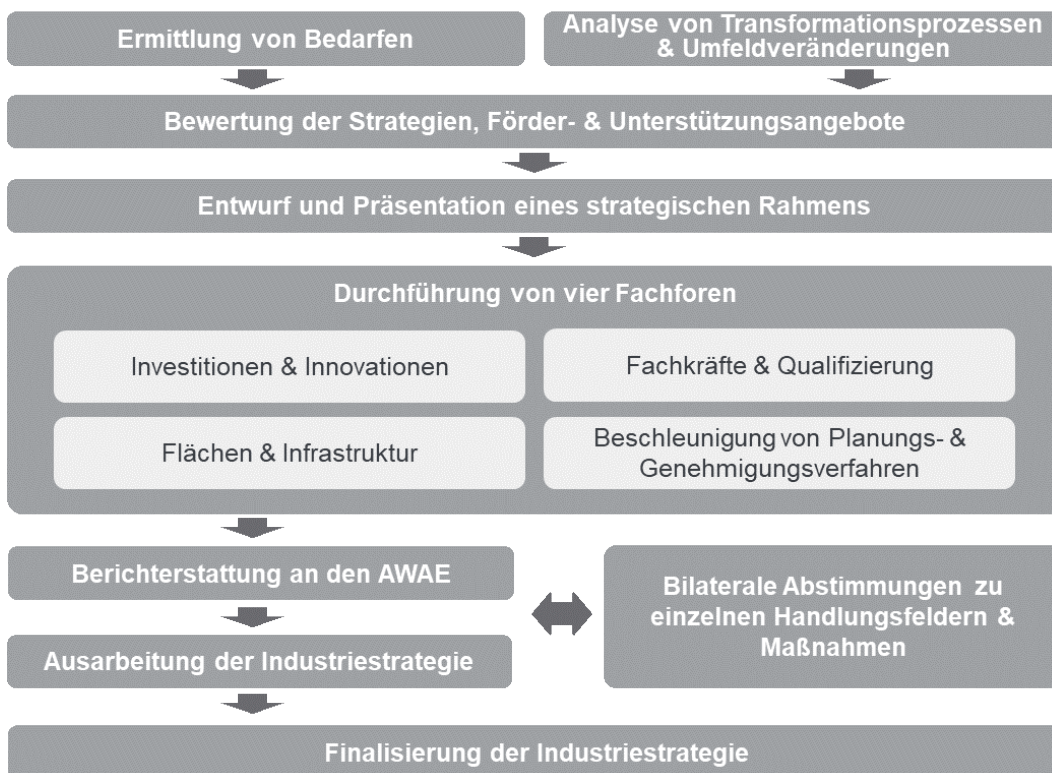 Ermittlung von Bedarfen
Analyse von Transformationsprozessen
& Umfeldveränderungen
Bewertung der Strategien, Förder- & Unterstützungsangebote
Entwurf und Präsentation eines strategischen Rahmens
Durchführung von vier Fachforen
Investitionen & Innovationen
Fachkräfte & Qualifizierung
Flächen & Infrastruktur
Beschleunigung von Planungs- &
Genehmigungsverfahren
Berichterstattung an den AWAE
Bilaterale Abstimmungen zu
einzelnen Handlungsfeldern &
Maßnahmen
Ausarbeitung der Industriestrategie
Finalisierung der Industriestrategie